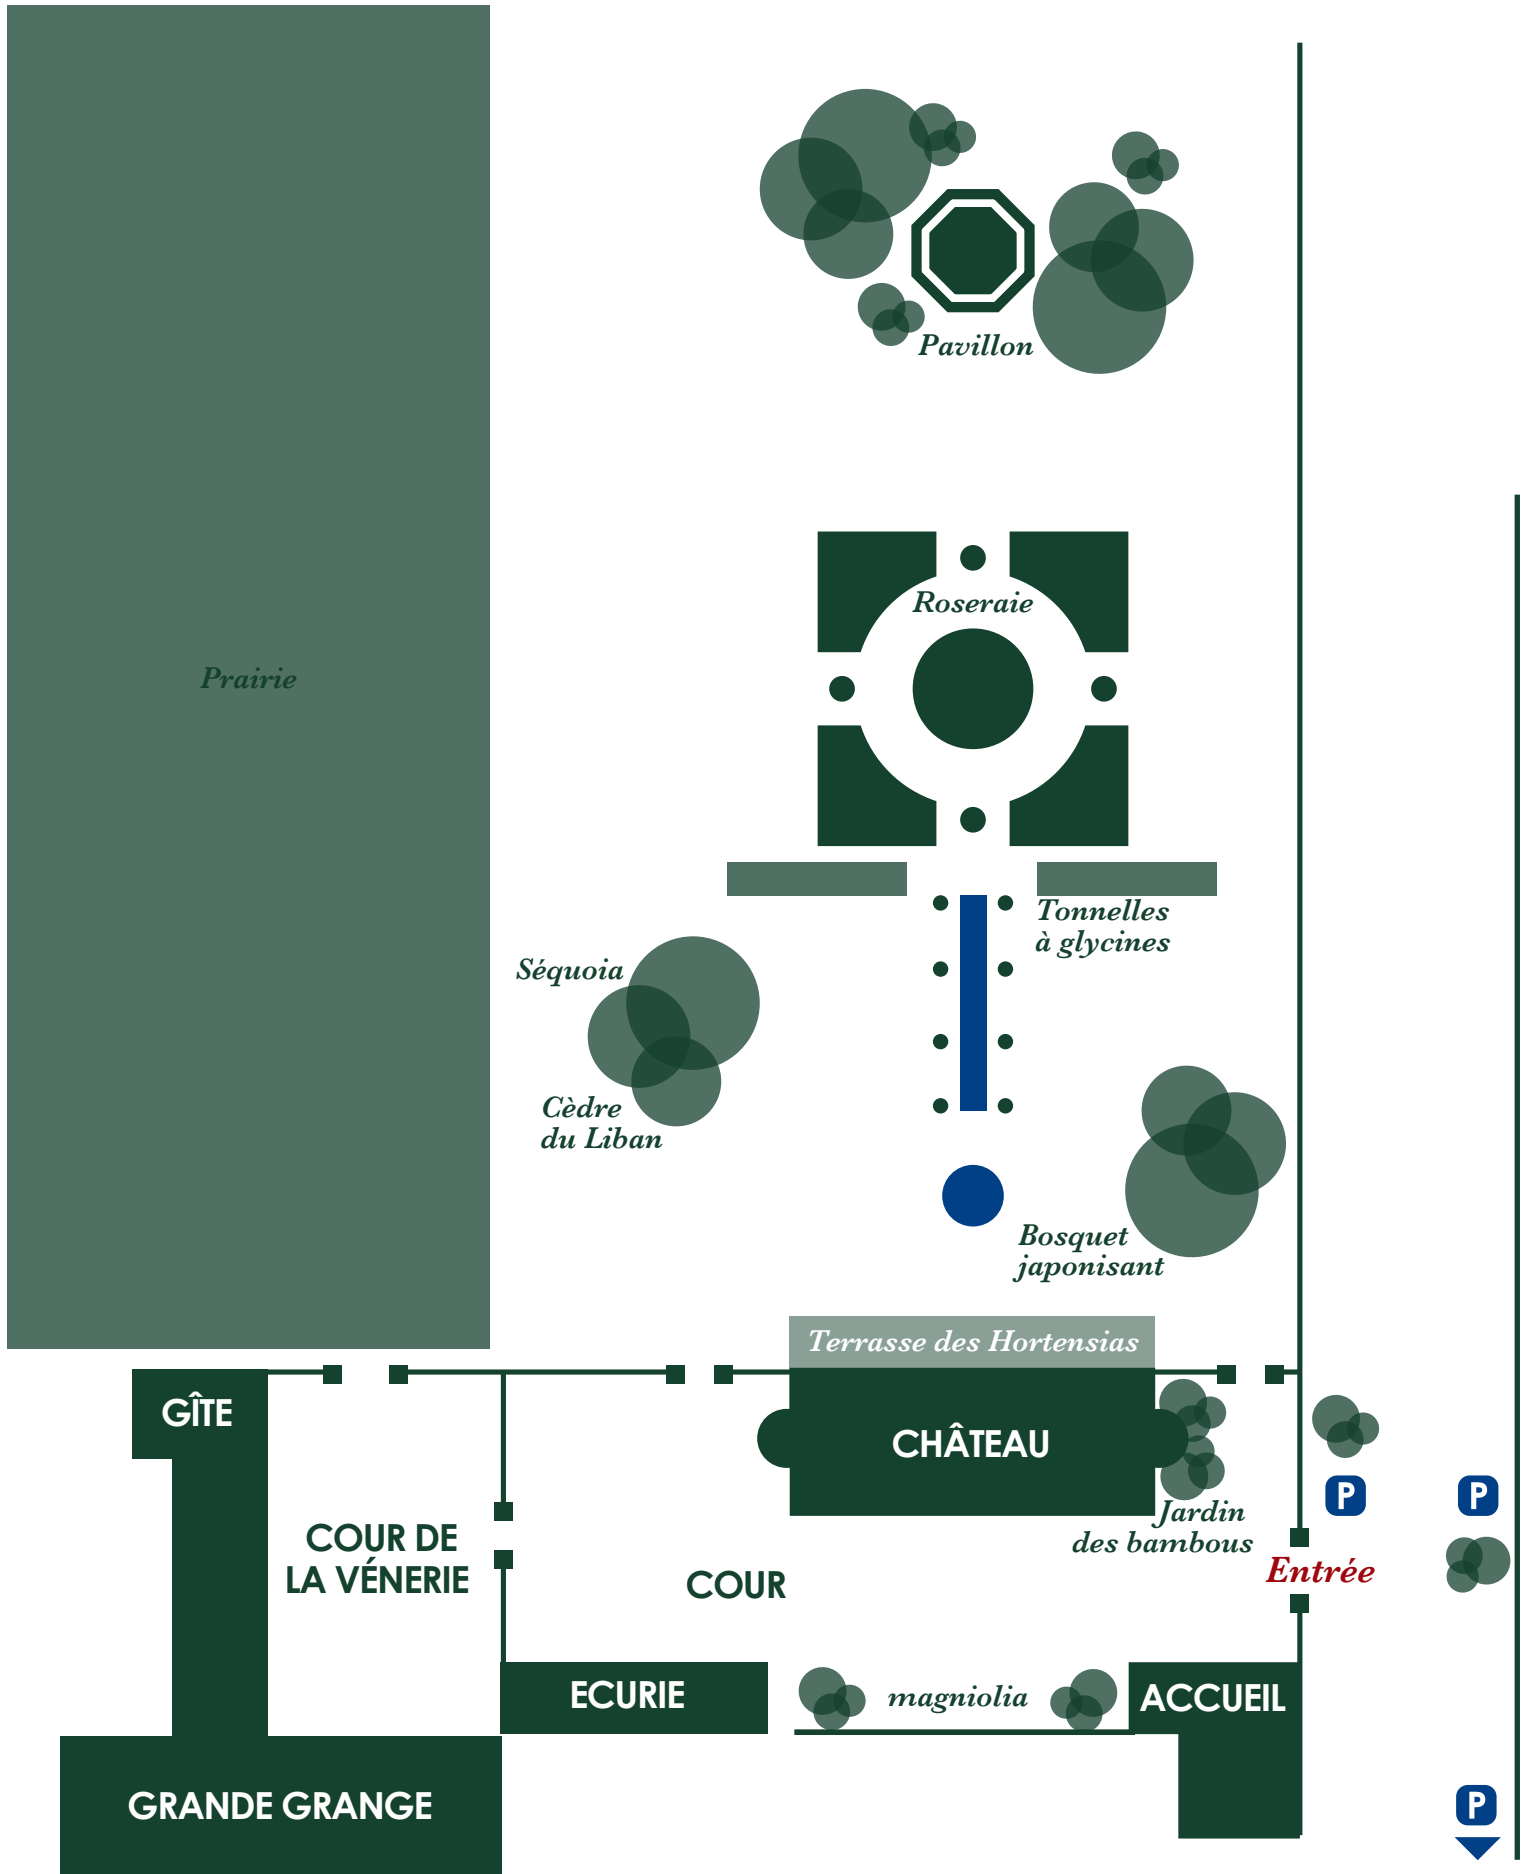 Pavillon
Roseraie
Prairie
Tonnelles
à glycines
Séquoia
Cèdre
du Liban
Bosquet
japonisant
Terrasse des Hortensias
GÎTE
CHÂTEAU
P
P
Jardin
des bambous
COUR DE
LA VÉNERIE
COUR
Entrée
ECURIE
magniolia
ACCUEIL
GRANDE GRANGE
P